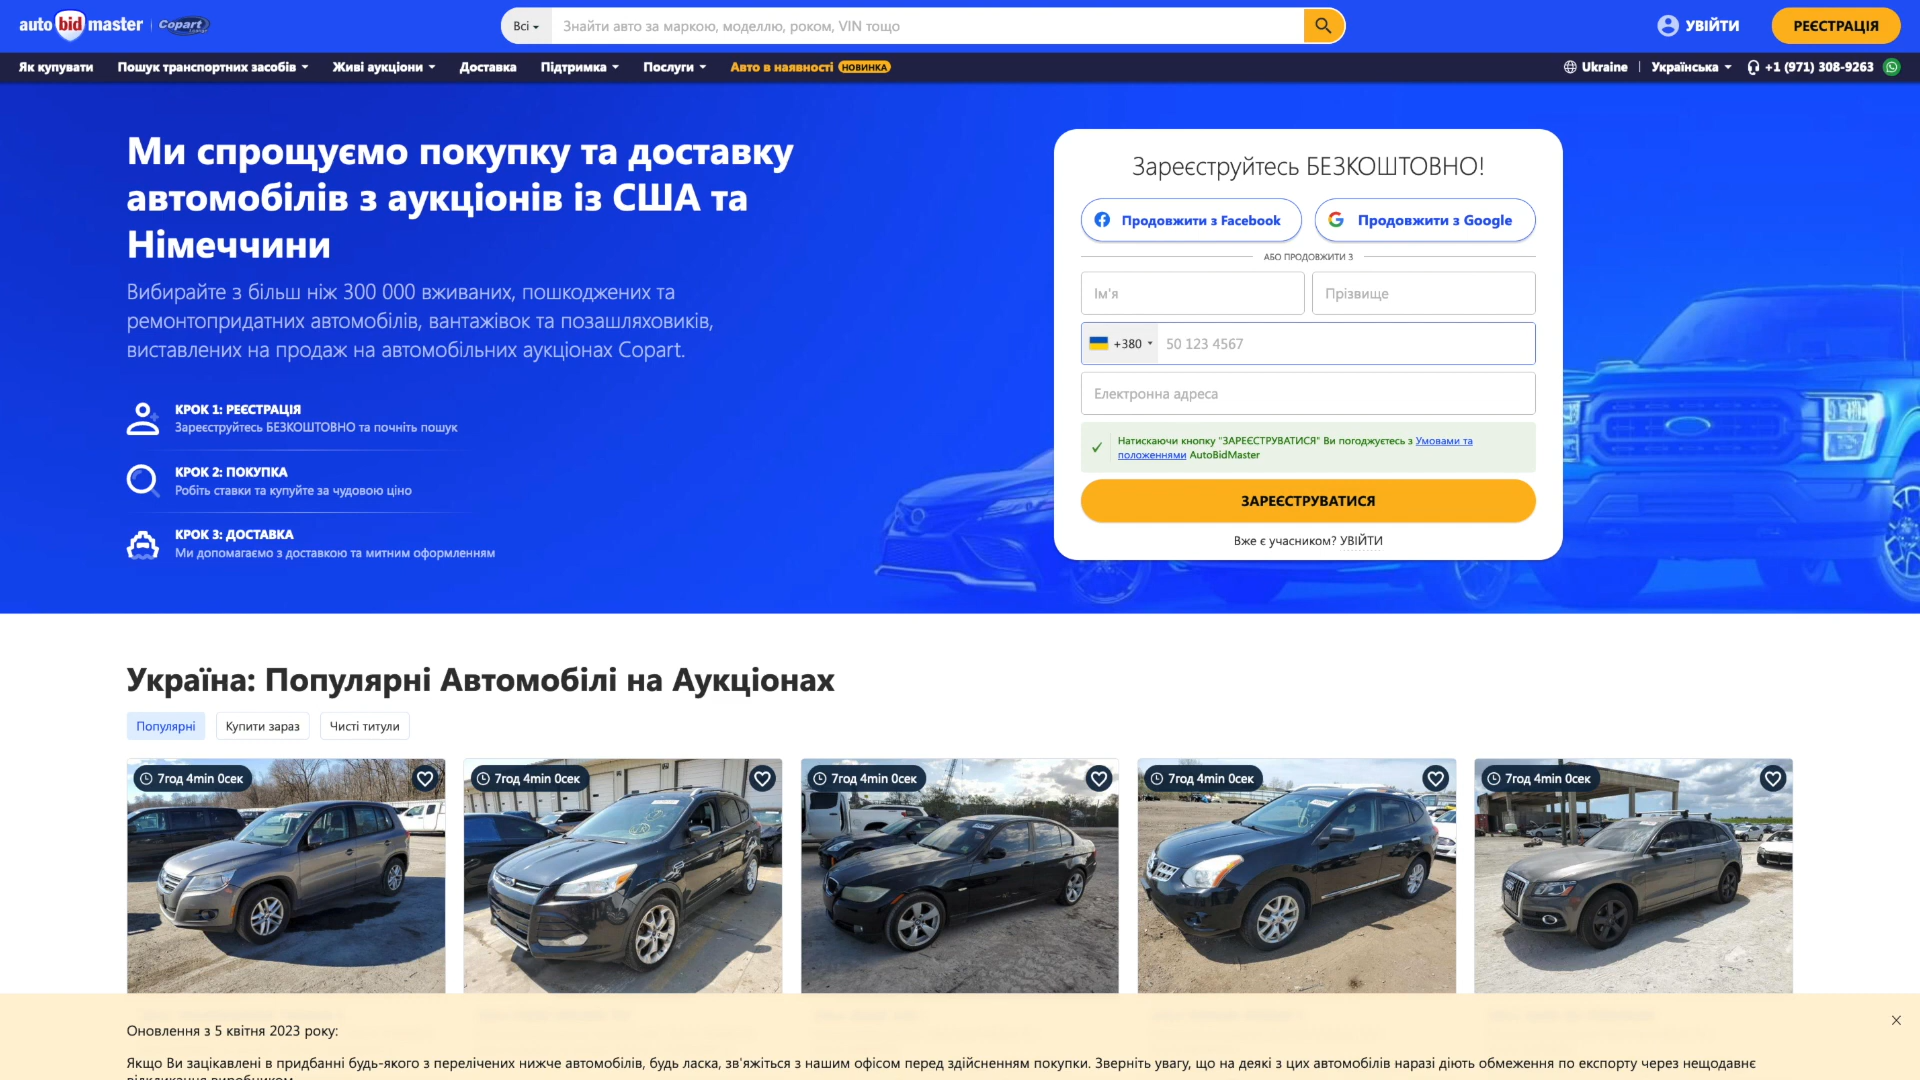 auto bid master Copart
Всі
Знайти авто за маркою, моделлю, роком, VIN тощо
УВІЙТИ
РЕЄСТРАЦІЯ
Як купувати Пошук транспортних засобів Живі аукціони Доставка Підтримка Послуги Авто в наявності НОВИНКА
Ukraine Українська +1 (971) 308-9263
Ми спрощуємо покупку та доставку
автомобілів з аукціонів із США та
Німеччини
Вибирайте з більш ніж 300 000 вживаних, пошкоджених та
ремонтопридатних автомобілів, вантажівок та позашляховиків,
виставлених на продаж на автомобільних аукціонах Copart.
КРОК 1: РЕЄСТРАЦІЯ
Зареєструйтесь БЕЗКОШТОВНО та почніть пошук
КРОК 2: ПОКУПКА
Робіть ставки та купуйте за чудовою ціно
КРОК 3: ДОСТАВКА
Ми допомагаємо з доставкою та митним оформленням
Зареєструйтесь БЕЗКОШТОВНО!
Продовжити з Facebook
Продовжити з Google
АБО ПРОДОВЖИТИ З
Ім'я
Прізвище
+380 50 123 4567
Електронна адреса
Натискаючи кнопку "ЗАРЕЄСТРУВАТИСЯ" Ви погоджуєтесь з Умовами та
положеннями AutoBidMaster
ЗАРЕЄСТРУВАТИСЯ
Вже є учасником? УВІЙТИ
Україна: Популярні Автомобілі на Аукціонах
Популярні Купити зараз Чисті титули
7год 4min 0сек
7год 4min 0сек
7год 4min 0сек
7год 4min 0сек
7год 4min 0сек
Оновлення з 5 квітня 2023 року:
Якщо Ви зацікавлені в придбанні будь-якого з перелічених нижче автомобілів, будь ласка, зв'яжіться з нашим офісом перед здійсненням покупки. Зверніть увагу, що на деякі з цих автомобілів наразі діють обмеження по експорту через нещодавнє
відкликання виробником.